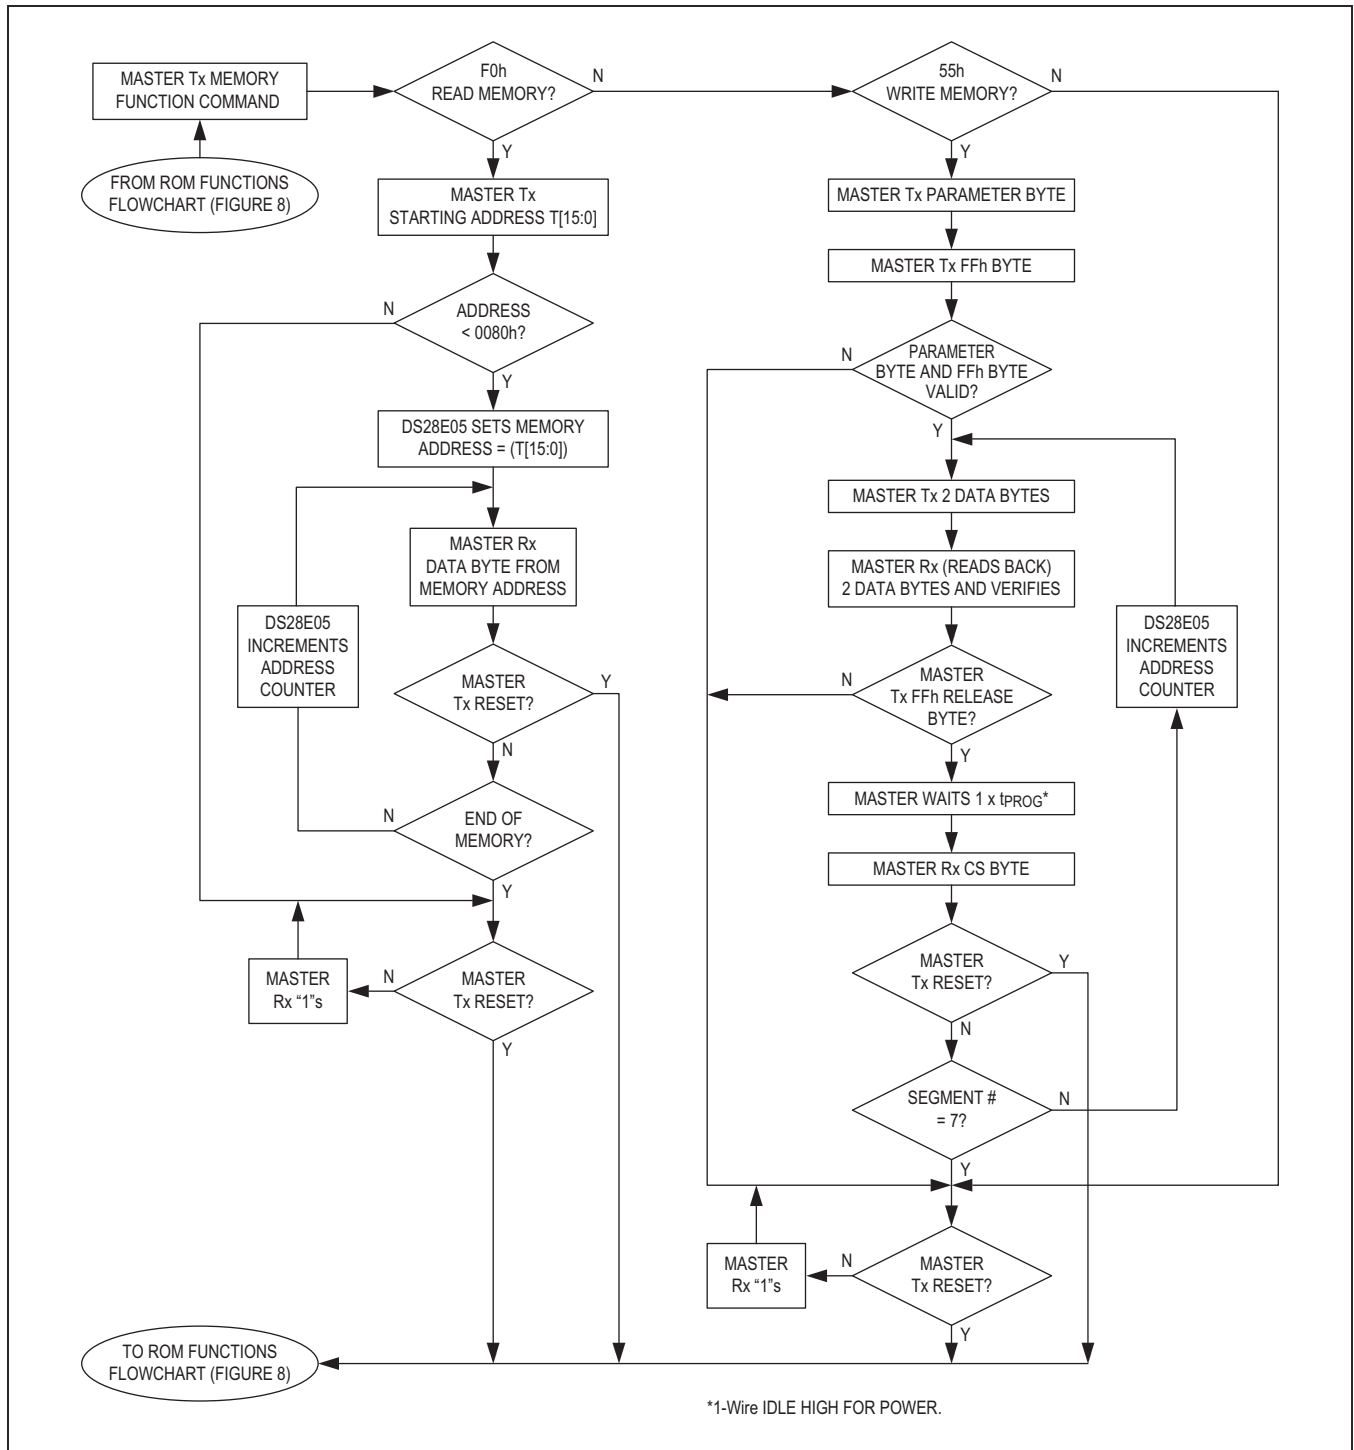 MASTER Tx MEMORY
FUNCTION COMMAND
FROM ROM FUNCTIONS
FLOWCHART (FIGURE 8)
F0h
READ MEMORY?
N
Y
MASTER Tx
STARTING ADDRESS T[15:0]
ADDRESS
< 0080h?
N
Y
DS28E05 SETS MEMORY
ADDRESS = (T[15:0])
MASTER Rx
DATA BYTE FROM
MEMORY ADDRESS
DS28E05
INCREMENTS
ADDRESS
COUNTER
MASTER
Tx RESET?
Y
N
END OF
MEMORY?
N
Y
MASTER
Tx RESET?
N
MASTER
Rx “1”s
Y
55h
WRITE MEMORY?
N
Y
MASTER Tx PARAMETER BYTE
MASTER Tx FFh BYTE
PARAMETER
BYTE AND FFh BYTE
VALID?
N
Y
MASTER Tx 2 DATA BYTES
MASTER Rx (READS BACK)
2 DATA BYTES AND VERIFIES
DS28E05
INCREMENTS
ADDRESS
COUNTER
MASTER
Tx FFh RELEASE
BYTE?
N
Y
MASTER WAITS 1 x tPROG*
MASTER Rx CS BYTE
MASTER
Tx RESET?
Y
N
SEGMENT #
= 7?
N
Y
MASTER
Tx RESET?
N
MASTER
Rx “1”s
Y
TO ROM FUNCTIONS
FLOWCHART (FIGURE 8)
*1-Wire IDLE HIGH FOR POWER.